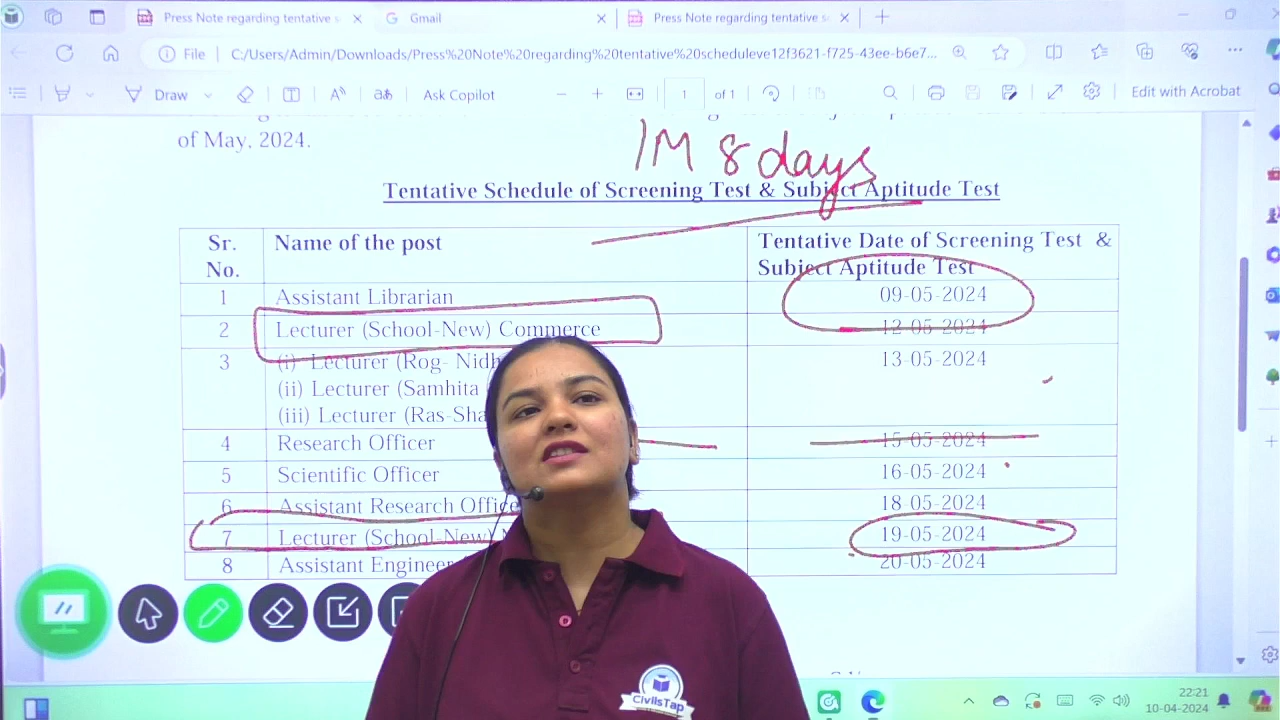 Press Note regarding tentative s
Gmail
Press Note regarding tentative s
File
C:/Users/Admin/Downloads/Press%20Note%20regarding%20tentative%20scheduleve12f3621-f725-43ee-b6e7...
Draw
Ask Copilot
1
of 1
Edit with Acrobat
of May, 2024.
1M 8 days
Tentative Schedule of Screening Test & Subject Aptitude Test
Sr. No.
Name of the post
Tentative Date of Screening Test &
Subject Aptitude Test
1 Assistant Librarian 09-05-2024
2 Lecturer (School-New) Commerce 12-05-2024
3 (i) Lecturer (Rog- Nidh 13-05-2024
(ii) Lecturer (Samhita
(iii) Lecturer (Ras-Sha
4 Research Officer 15-05-2024
5 Scientific Officer 16-05-2024
6 Assistant Research Office 18-05-2024
7 Lecturer (School-New) 19-05-2024
8 Assistant Engineer 20-05-2024
CivilsTap
22:21
10-04-2024